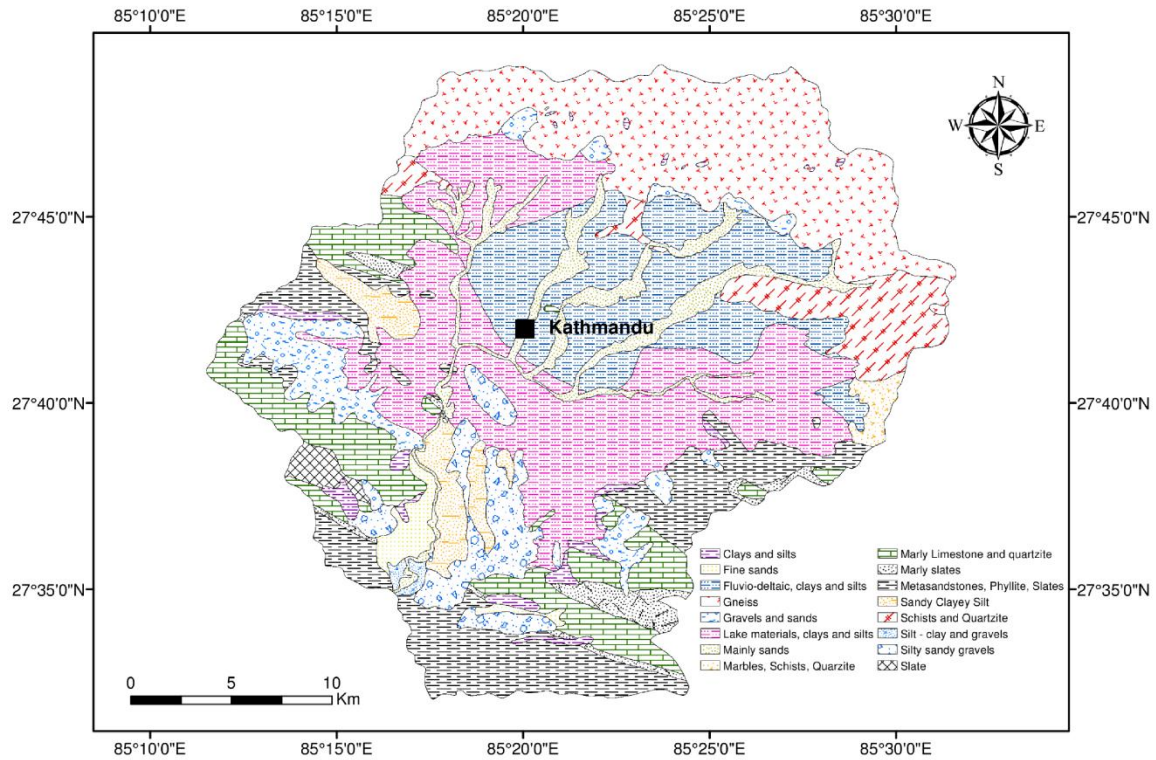 85°10'0"E 85°15'0"E 85°20'0"E 85°25'0"E 85°30'0"E
N
W E
S
27°45'0"N 27°45'0"N
Kathmandu
27°40'0"N 27°40'0"N
27°35'0"N 27°35'0"N
Clays and silts
Fine sands
Fluvio-deltaic, clays and silts
Gneiss
Gravels and sands
Lake materials, clays and silts
Mainly sands
Marbles, Schists, Quarzite
Marly Limestone and quartzite
Marly slates
Metasandstones, Phyllite, Slates
Sandy Clayey Silt
Schists and Quartzite
Silt - clay and gravels
Silty sandy gravels
Slate
0 5 10
Km
85°10'0"E 85°15'0"E 85°20'0"E 85°25'0"E 85°30'0"E